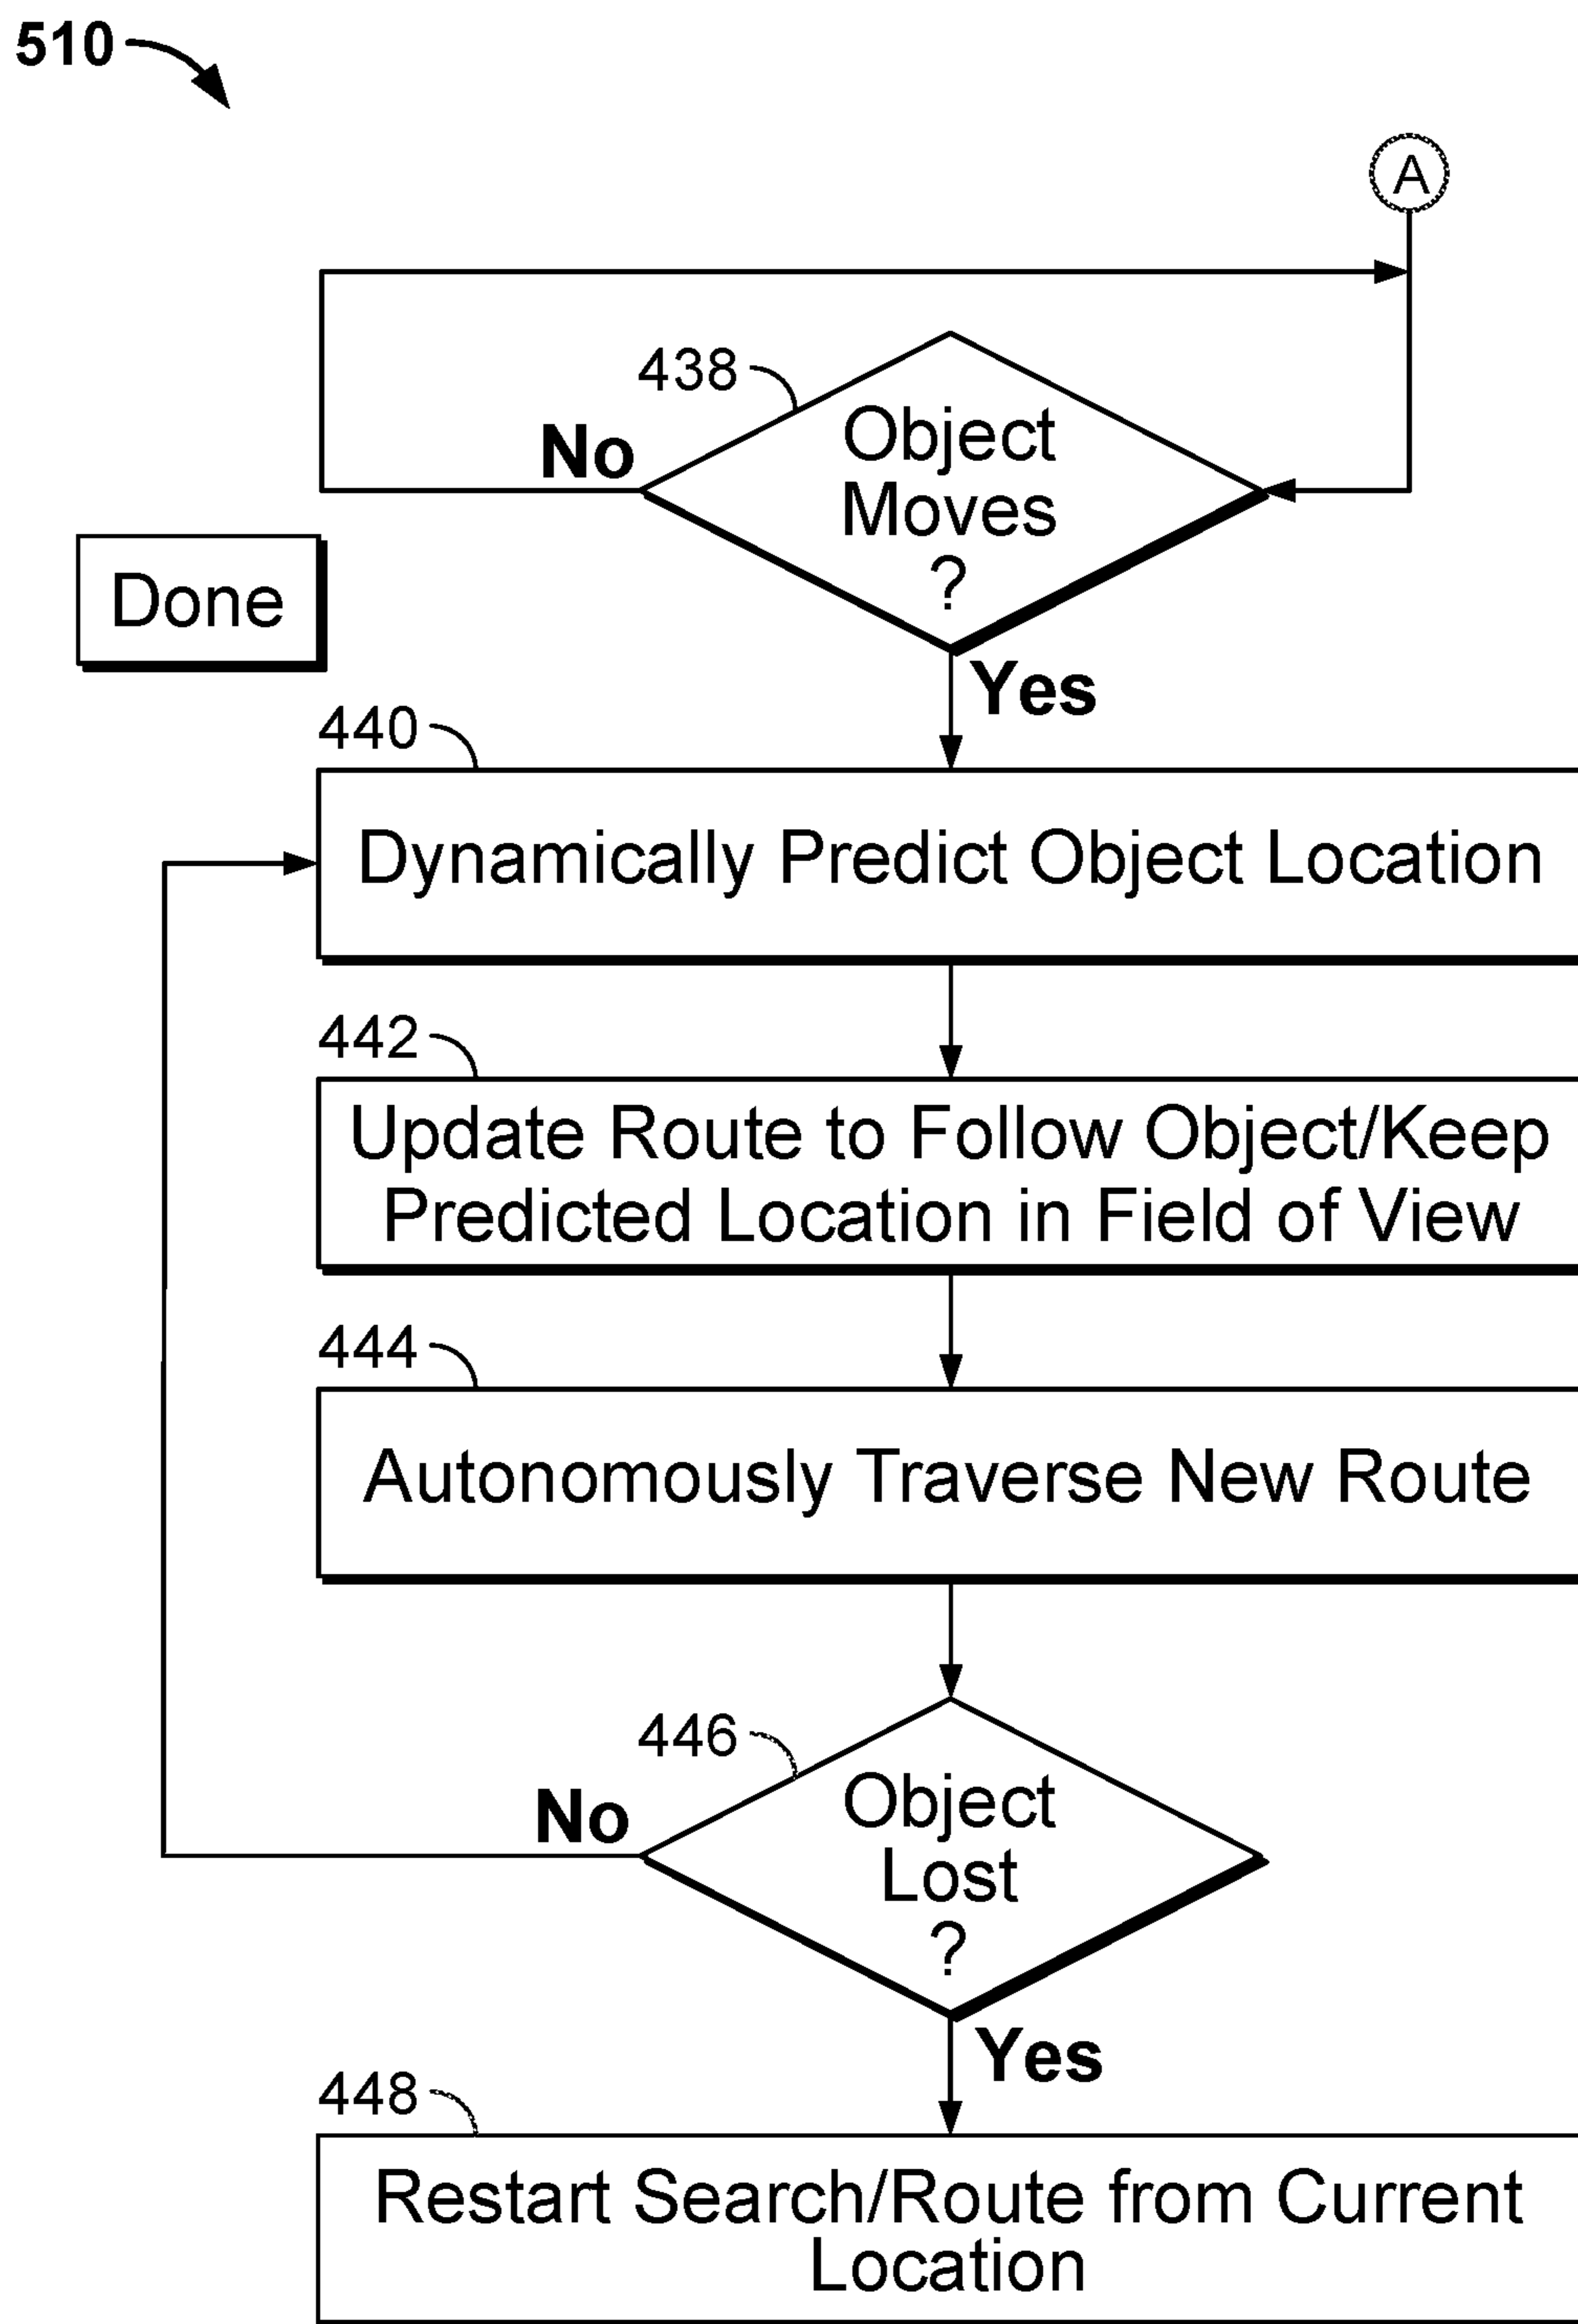 510
A
438
Object
Moves
?
No
Yes
Done
440
Dynamically Predict Object Location
442
Update Route to Follow Object/Keep
Predicted Location in Field of View
444
Autonomously Traverse New Route
446
Object
Lost
?
No
Yes
448
Restart Search/Route from Current
Location